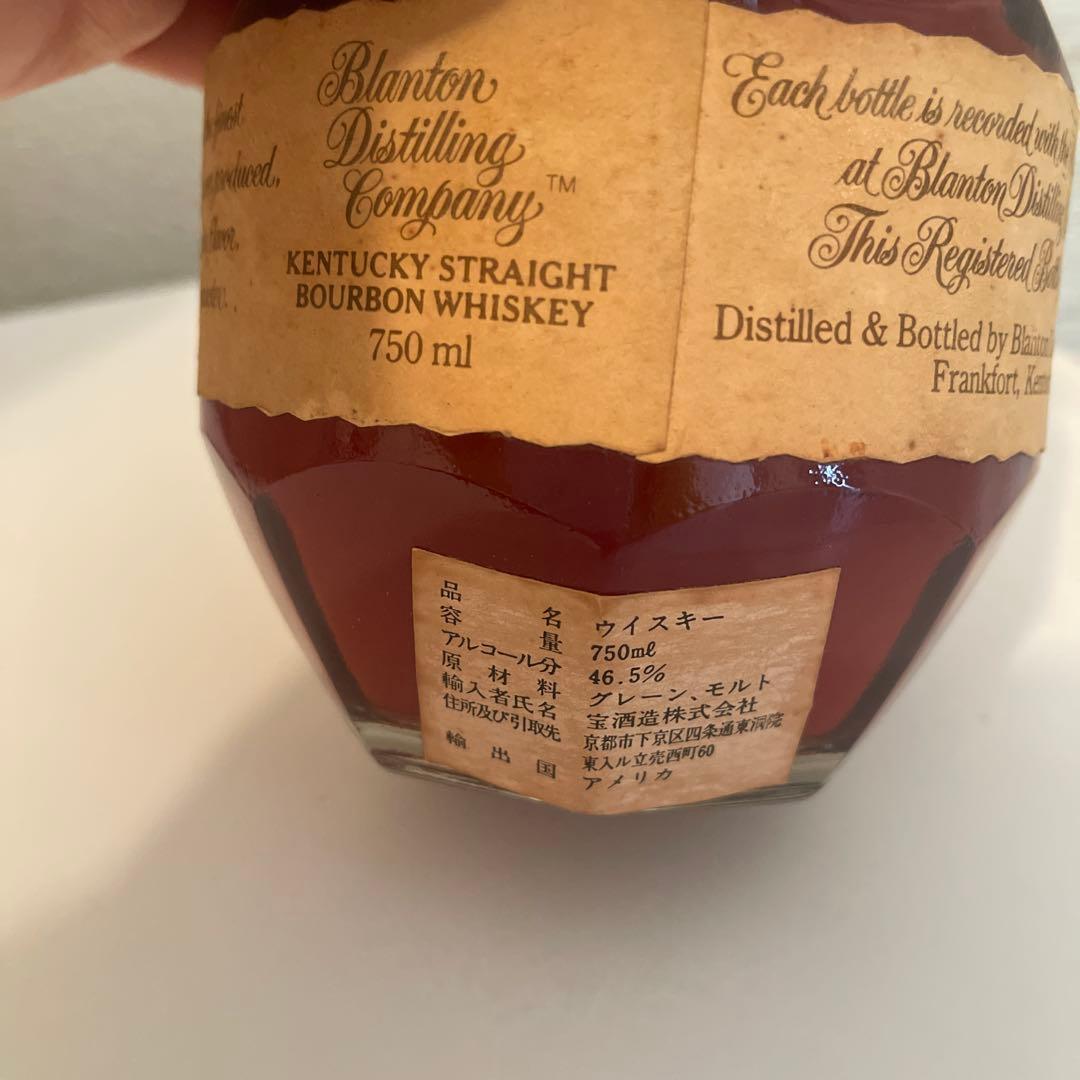 Blanton
Distilling
Company™
KENTUCKY STRAIGHT
BOURBON WHISKEY
750 ml
Each bottle is recorded with
at Blanton
This Registered
Distilled & Bottled by Blanton
Frankfort,
品名 ウイスキー
容量 750ml
アルコール分 46.5%
原材料 グレーン、モルト
輸入者氏名 宝酒造株式会社
住所及び引取先 京都市下京区四条通東洞院
東入ル立売西町60
輸出国 アメリカ